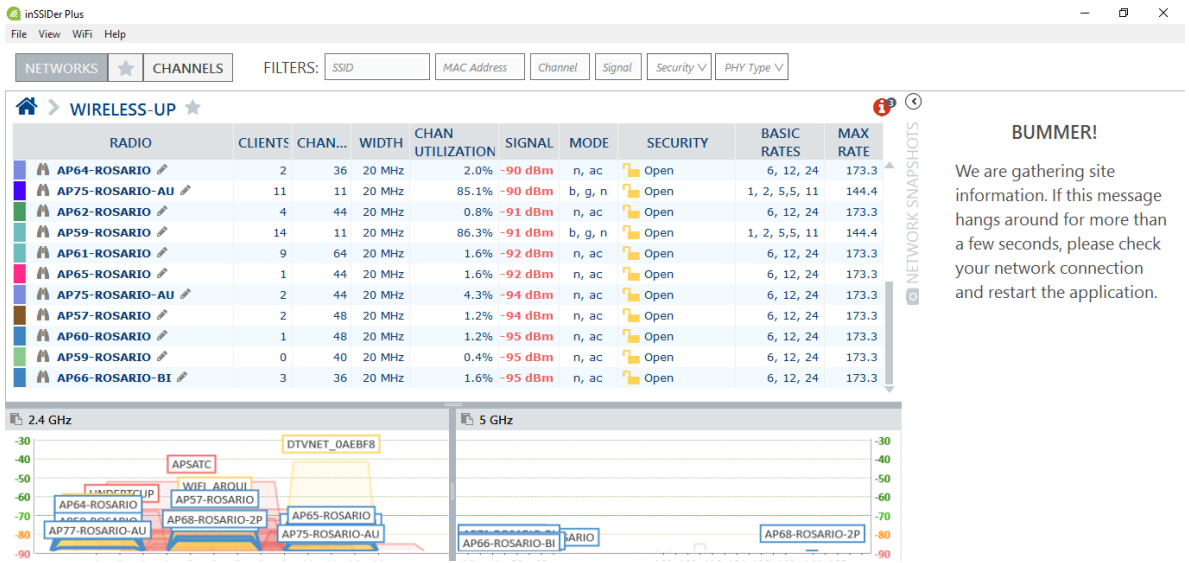 inSSIDer Plus
File View WiFi Help
NETWORKS CHANNELS FILTERS: SSID MAC Address Channel Signal Security PHY Type
WIRELESS-UP 3
RADIO CLIENTS CHAN... WIDTH CHAN UTILIZATION SIGNAL MODE SECURITY BASIC RATES MAX RATE
AP64-ROSARIO 2 36 20 MHz 2.0% -90 dBm n, ac Open 6, 12, 24 173.3
AP75-ROSARIO-AU 11 11 20 MHz 85.1% -90 dBm b, g, n Open 1, 2, 5,5, 11 144.4
AP62-ROSARIO 4 44 20 MHz 0.8% -91 dBm n, ac Open 6, 12, 24 173.3
AP59-ROSARIO 14 11 20 MHz 86.3% -91 dBm b, g, n Open 1, 2, 5,5, 11 144.4
AP61-ROSARIO 9 64 20 MHz 1.6% -92 dBm n, ac Open 6, 12, 24 173.3
AP65-ROSARIO 1 44 20 MHz 1.6% -92 dBm n, ac Open 6, 12, 24 173.3
AP75-ROSARIO-AU 2 44 20 MHz 4.3% -94 dBm n, ac Open 6, 12, 24 173.3
AP57-ROSARIO 2 48 20 MHz 1.2% -94 dBm n, ac Open 6, 12, 24 173.3
AP60-ROSARIO 1 48 20 MHz 1.2% -95 dBm n, ac Open 6, 12, 24 173.3
AP59-ROSARIO 0 40 20 MHz 0.4% -95 dBm n, ac Open 6, 12, 24 173.3
AP66-ROSARIO-BI 3 36 20 MHz 1.6% -95 dBm n, ac Open 6, 12, 24 173.3
NETWORK SNAPSHOTS
BUMMER!
We are gathering site
information. If this message
hangs around for more than
a few seconds, please check
your network connection
and restart the application.
2.4 GHz
-30
-40
-50
-60
-70
-80
-90
DTVNET_0AEBF8
APSATC
WIFI_ARQUI
AP64-ROSARIO
AP57-ROSARIO
AP68-ROSARIO-2P
AP65-ROSARIO
AP77-ROSARIO-AU
AP75-ROSARIO-AU
5 GHz
-30
-40
-50
-60
-70
-80
-90
AP66-ROSARIO-BI
AP68-ROSARIO-2P